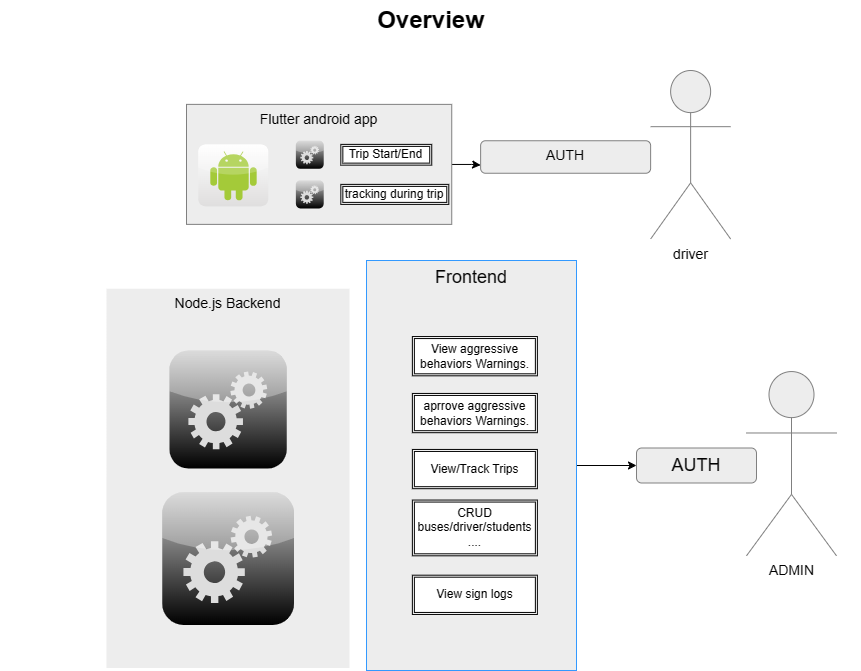 Overview
Flutter android app
Trip Start/End
tracking during trip
AUTH
driver
Node.js Backend
Frontend
View aggressive
behaviors Warnings.
aprrove aggressive
behaviors Warnings.
View/Track Trips
CRUD
buses/driver/students
....
View sign logs
AUTH
ADMIN